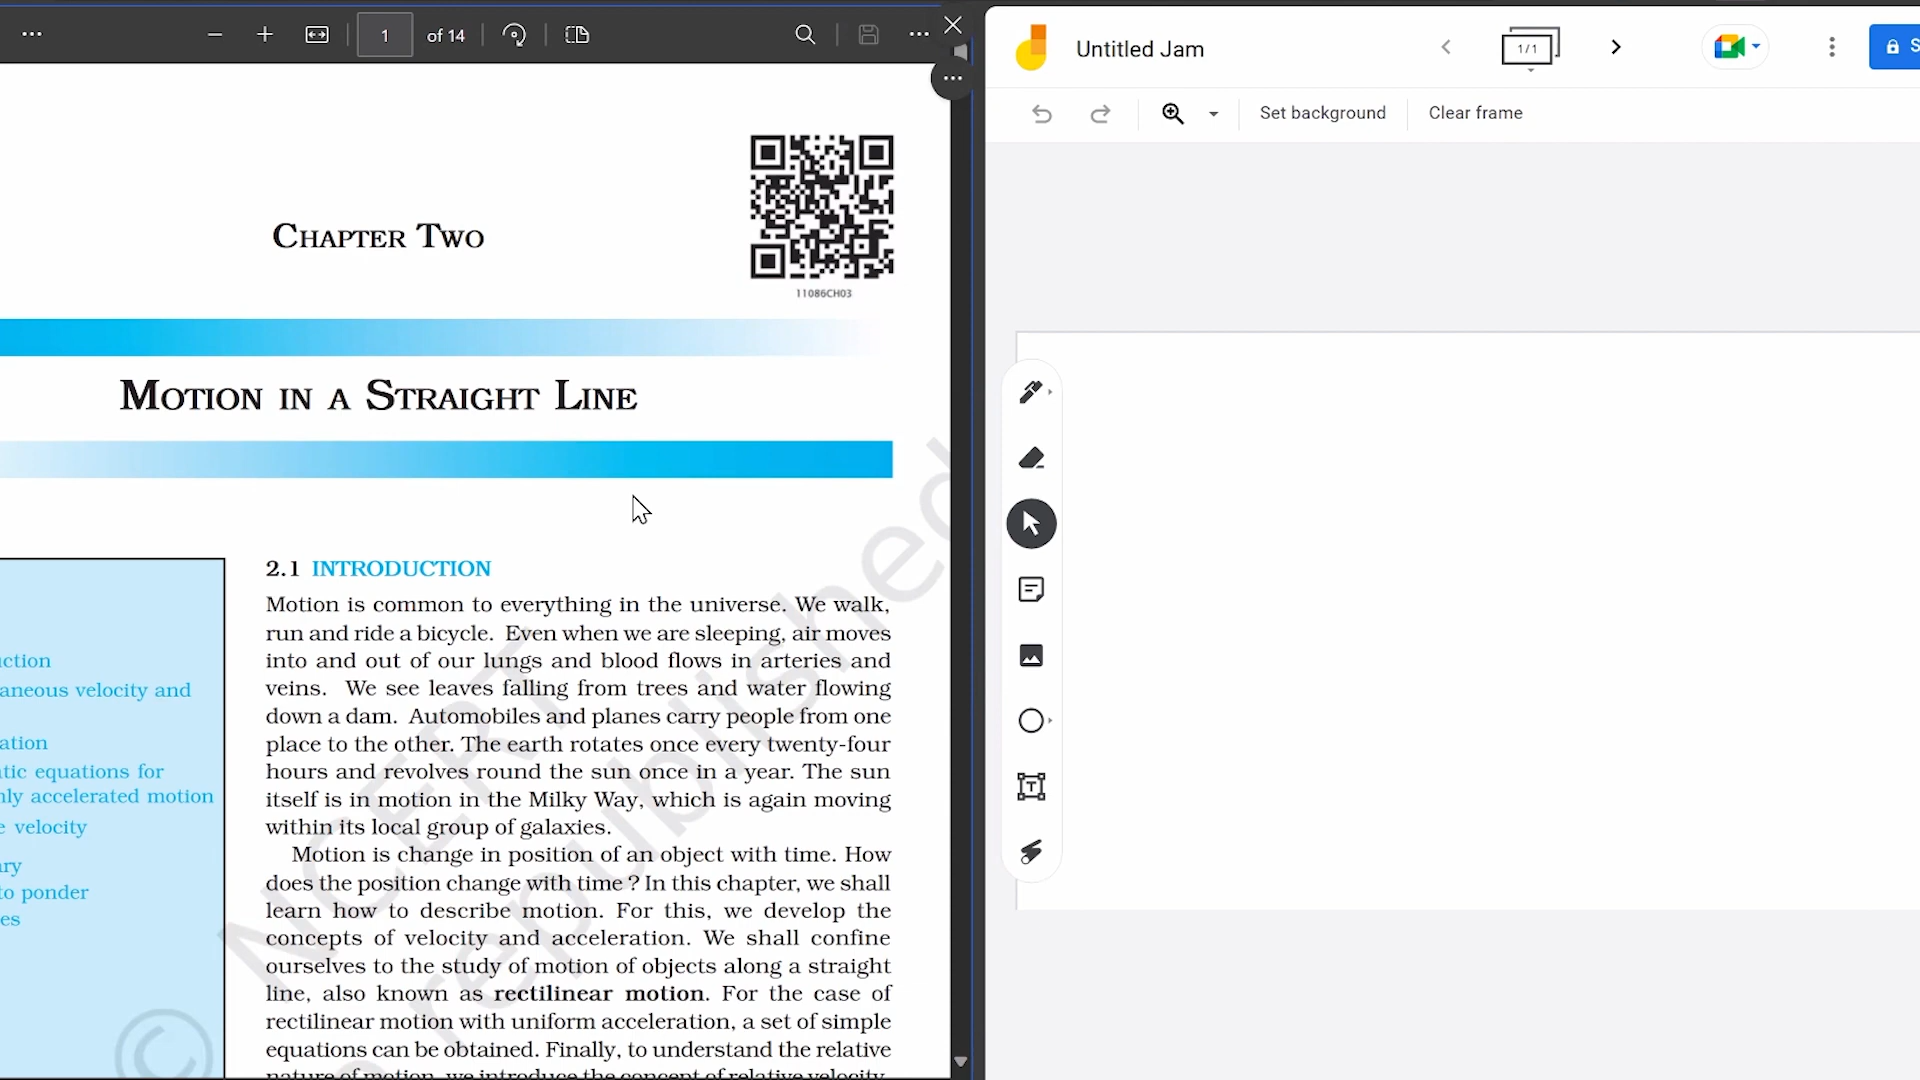 1 of 14
Untitled Jam
1/1
S
Set background
Clear frame
CHAPTER TWO
11086CH03
MOTION IN A STRAIGHT LINE
2.1 INTRODUCTION
Motion is common to everything in the universe. We walk,
run and ride a bicycle. Even when we are sleeping, air moves
into and out of our lungs and blood flows in arteries and
veins. We see leaves falling from trees and water flowing
down a dam. Automobiles and planes carry people from one
place to the other. The earth rotates once every twenty-four
hours and revolves round the sun once in a year. The sun
itself is in motion in the Milky Way, which is again moving
within its local group of galaxies.
Motion is change in position of an object with time. How
does the position change with time ? In this chapter, we shall
learn how to describe motion. For this, we develop the
concepts of velocity and acceleration. We shall confine
ourselves to the study of motion of objects along a straight
line, also known as rectilinear motion. For the case of
rectilinear motion with uniform acceleration, a set of simple
equations can be obtained. Finally, to understand the relative
nature of motion, we introduce the concept of relative velocity.
uction
aneous velocity and
ation
tic equations for
nly accelerated motion
e velocity
ary
to ponder
es
© NCERT
republished